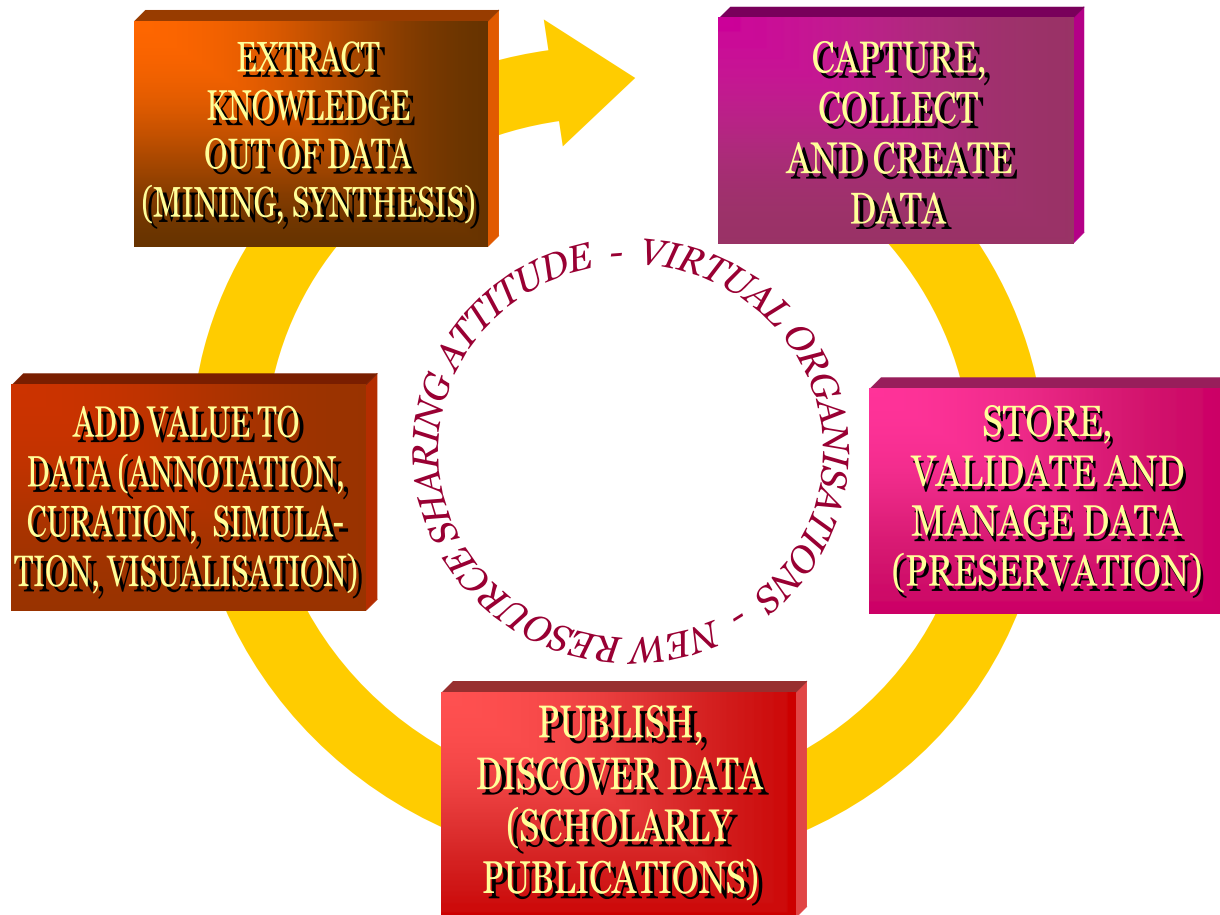 EXTRACT
KNOWLEDGE
OUT OF DATA
(MINING, SYNTHESIS)
CAPTURE,
COLLECT
AND CREATE
DATA
STORE,
VALIDATE AND
MANAGE DATA
(PRESERVATION)
PUBLISH,
DISCOVER DATA
(SCHOLARLY
PUBLICATIONS)
ADD VALUE TO
DATA (ANNOTATION,
CURATION, SIMULA-
TION, VISUALISATION)
VIRTUAL ORGANISATIONS - NEW RESOURCE SHARING ATTITUDE -